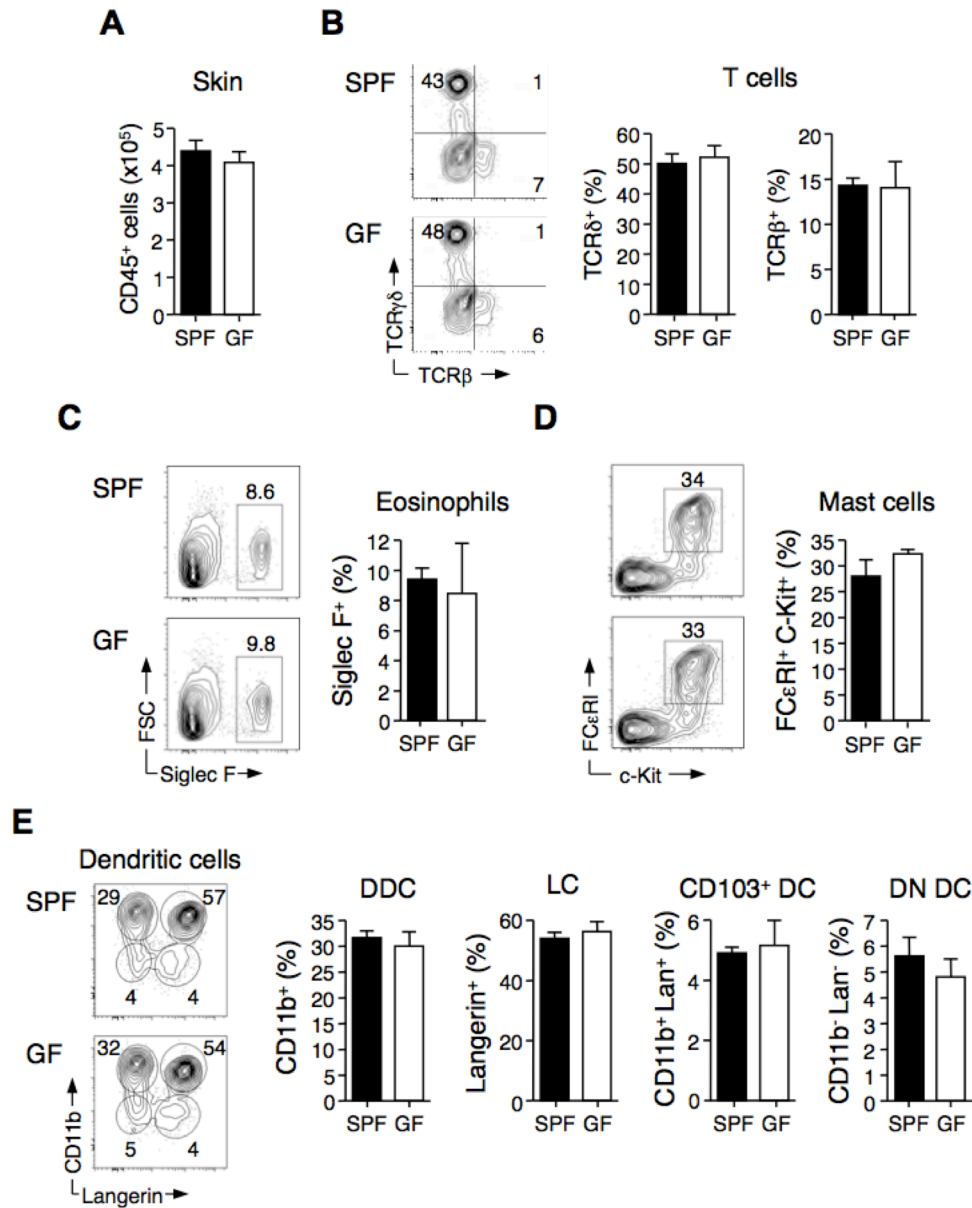 A
Skin
CD45⁺ cells (x10⁵)
5
4
3
2
1
0
SPF GF
B
SPF
43 1
7
GF
48 1
6
TCRγδ
TCRβ
T cells
TCRδ⁺ (%)
60
50
40
30
20
10
0
SPF GF
TCRβ⁺ (%)
20
15
10
5
0
SPF GF
C
SPF
8.6
GF
9.8
FSC
Siglec F
Eosinophils
Siglec F⁺ (%)
12
10
8
6
4
2
0
SPF GF
D
34
33
FCεRI
c-Kit
Mast cells
FCεRI⁺ C-Kit⁺ (%)
35
30
25
20
15
10
5
0
SPF GF
E
Dendritic cells
SPF
29 57
4 4
GF
32 54
5 4
CD11b
Langerin
DDC
CD11b⁺ (%)
35
30
25
20
15
10
5
0
SPF GF
LC
Langerin⁺ (%)
60
40
20
0
SPF GF
CD103⁺ DC
CD11b⁺ Lan⁺ (%)
6
4
2
0
SPF GF
DN DC
CD11b⁻ Lan⁻ (%)
7
6
5
4
3
2
1
0
SPF GF